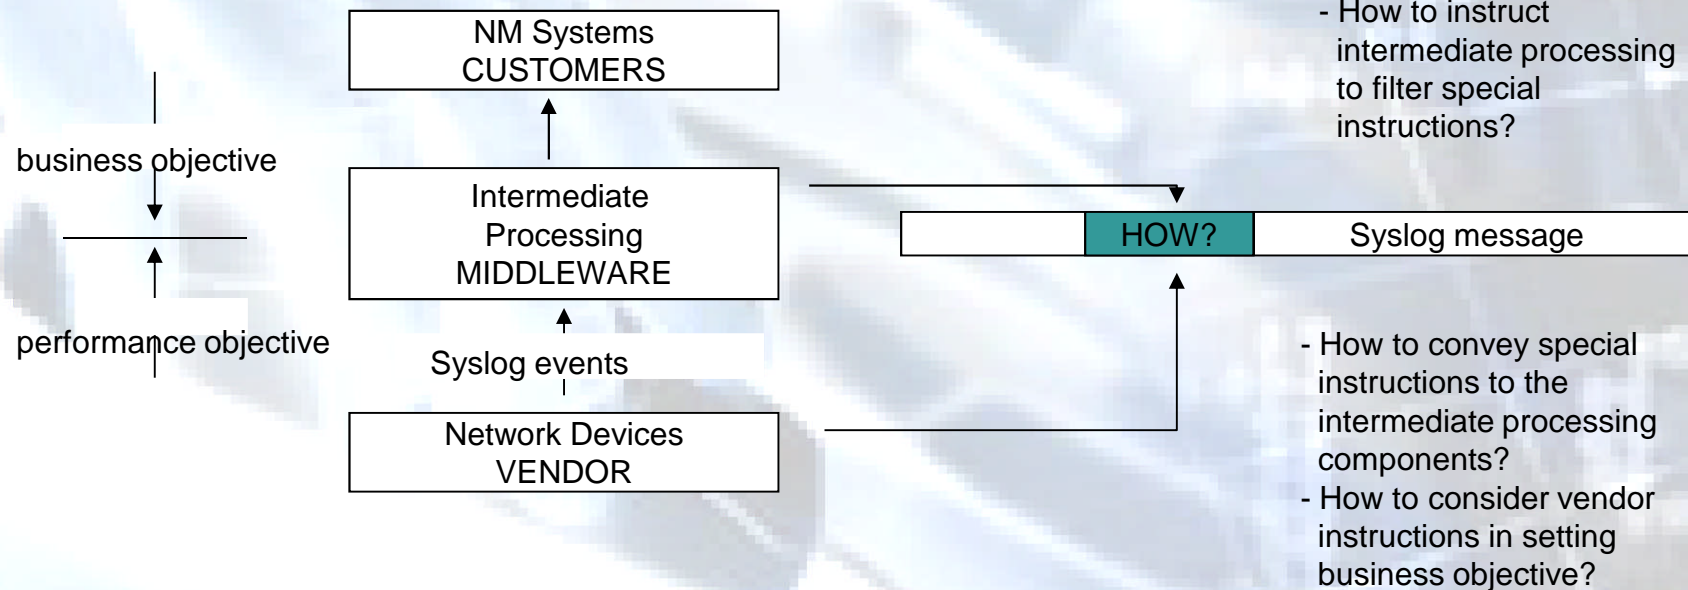 - How to instruct
intermediate processing
to filter special
instructions?
NM Systems
CUSTOMERS
business objective
Intermediate
Processing
MIDDLEWARE
HOW?
Syslog message
performance objective
Syslog events
Network Devices
VENDOR
- How to convey special
instructions to the
intermediate processing
components?
- How to consider vendor
instructions in setting
business objective?